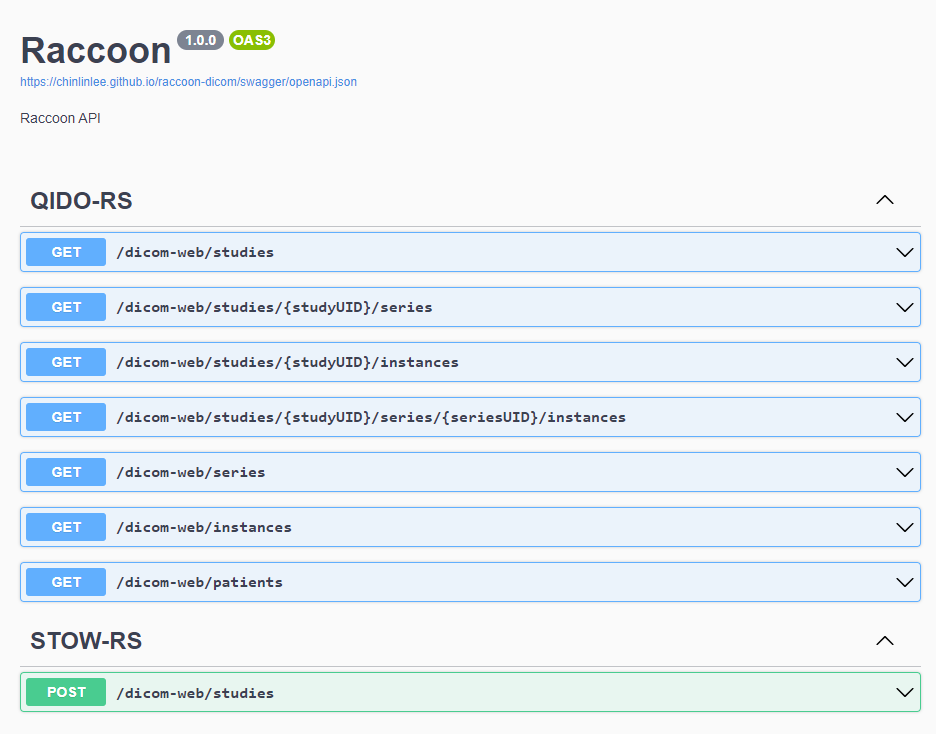 Raccoon 1.0.0 OAS3
https://chinlinlee.github.io/raccoon-dicom/swagger/openapi.json
Raccoon API
QIDO-RS
GET /dicom-web/studies
GET /dicom-web/studies/{studyUID}/series
GET /dicom-web/studies/{studyUID}/instances
GET /dicom-web/studies/{studyUID}/series/{seriesUID}/instances
GET /dicom-web/series
GET /dicom-web/instances
GET /dicom-web/patients
STOW-RS
POST /dicom-web/studies